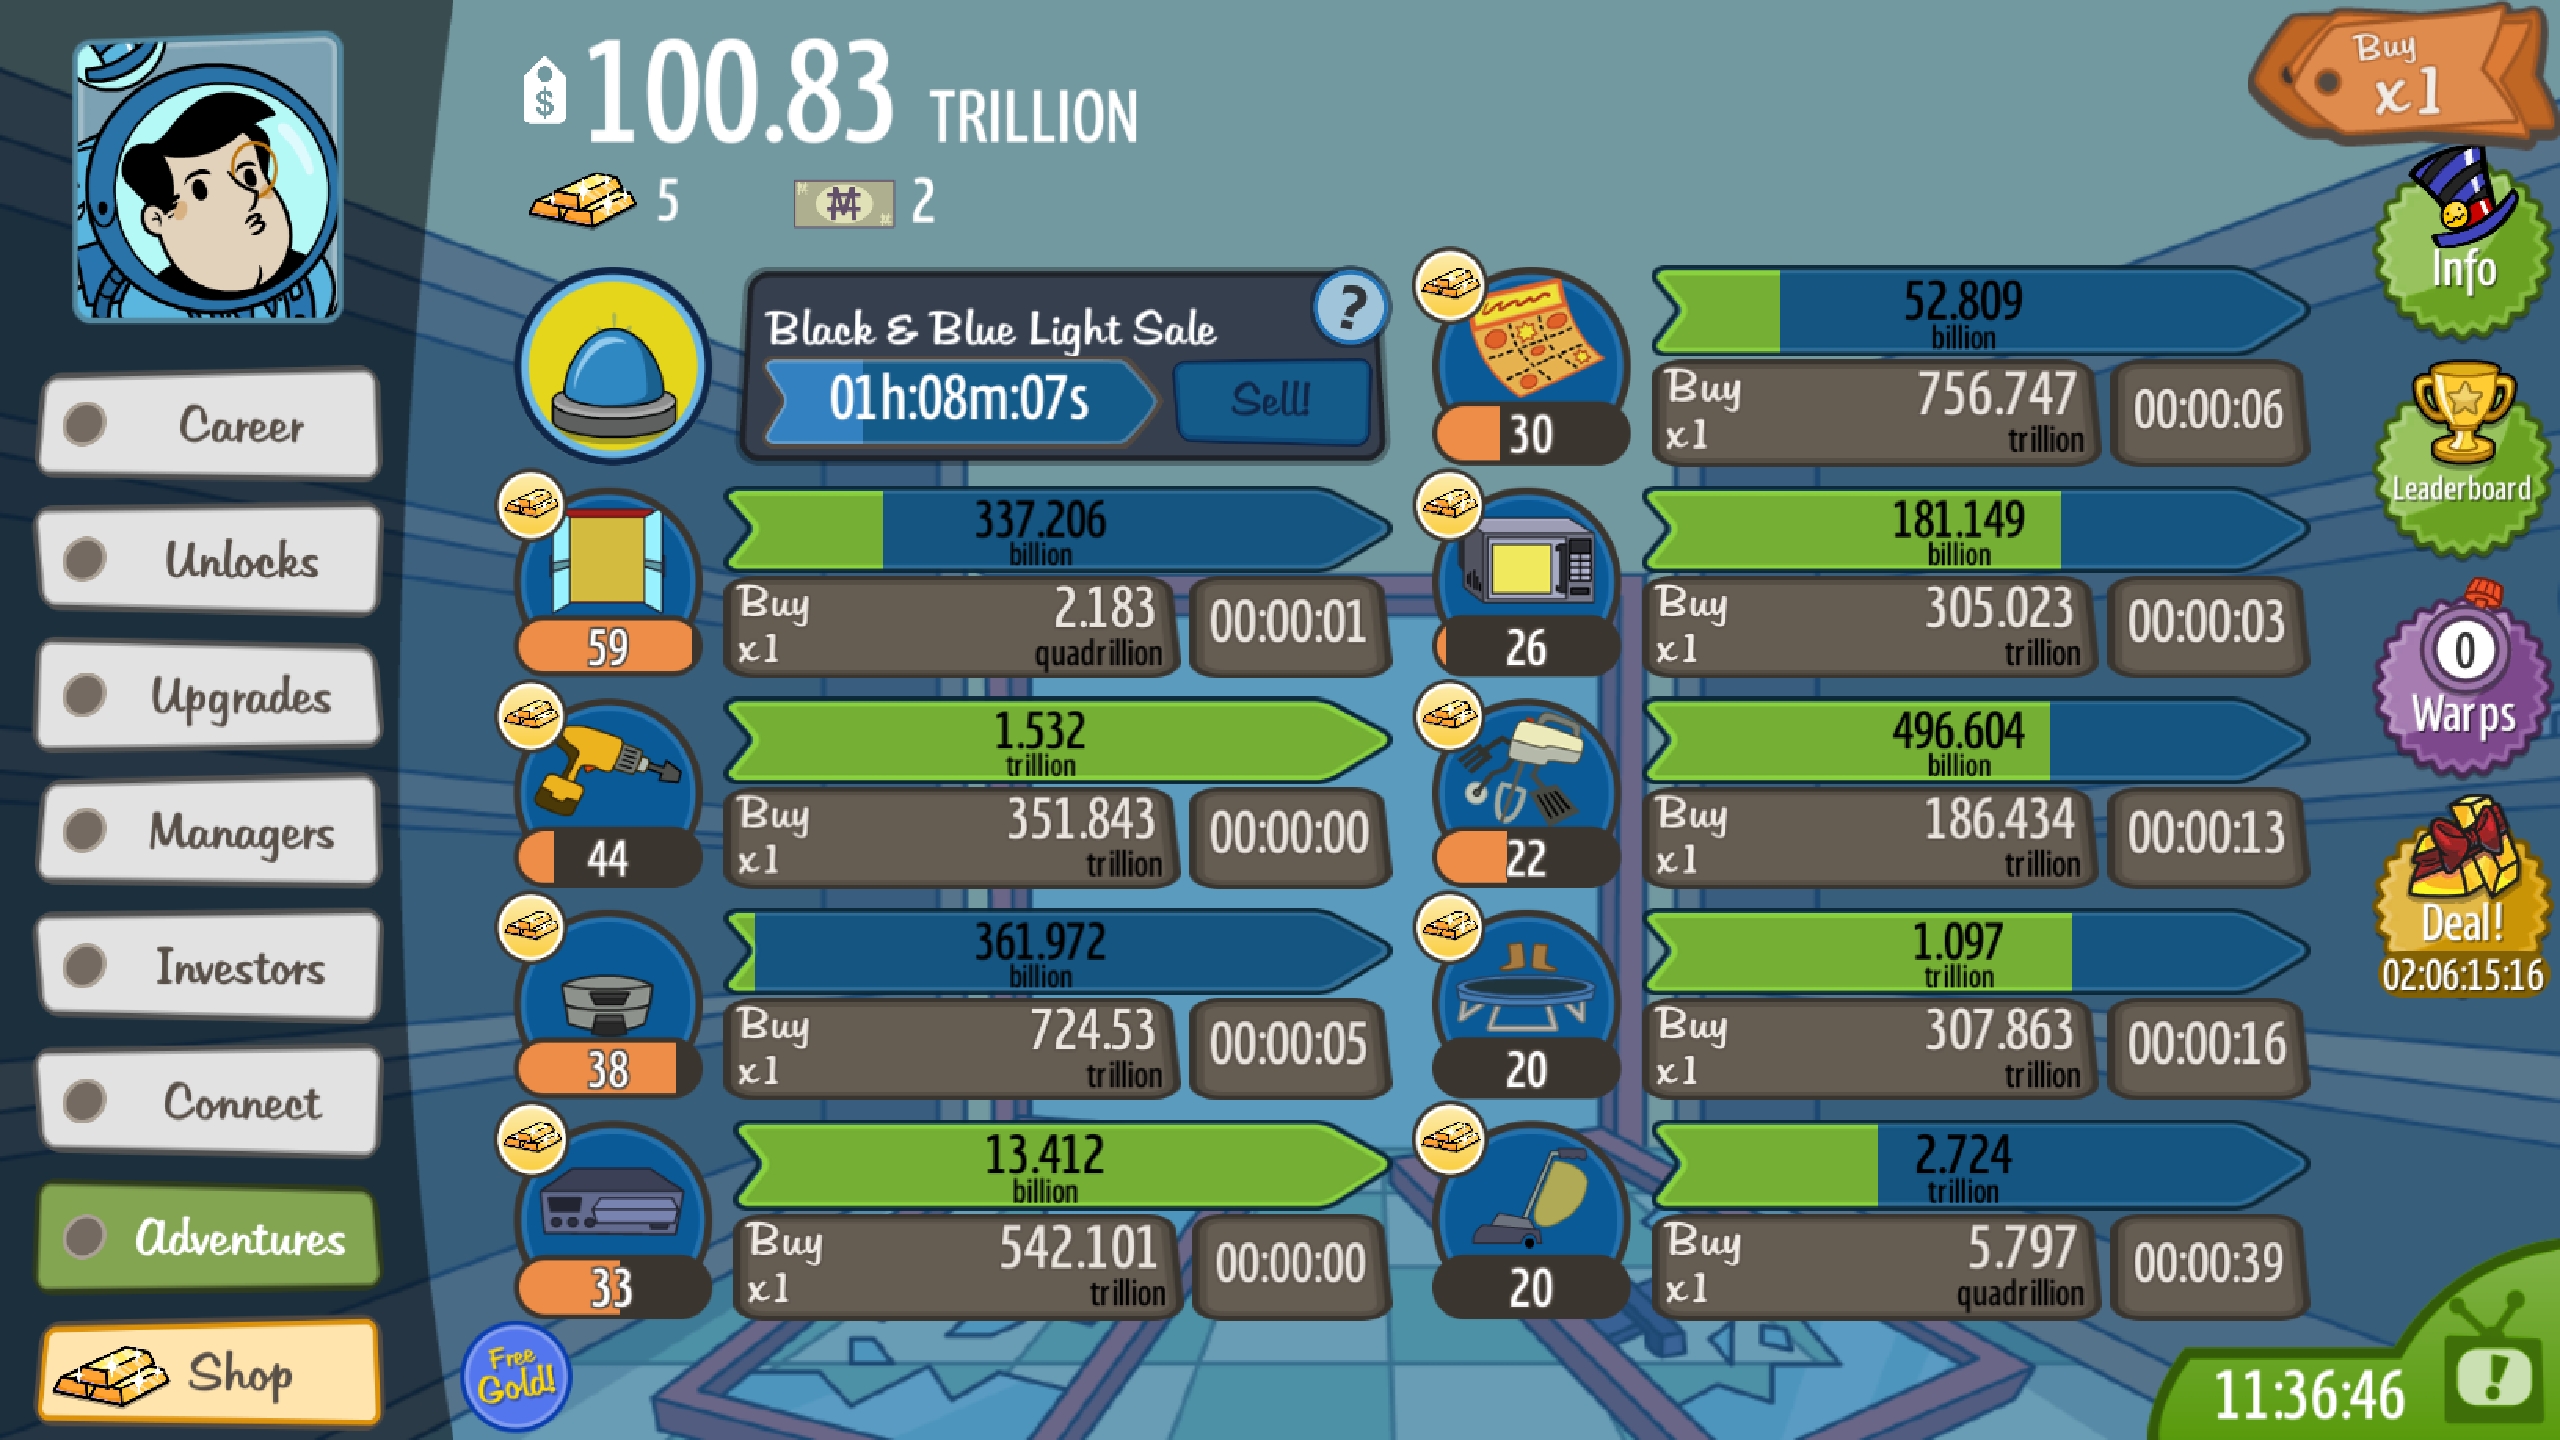 100.83 TRILLION
5
2
Buy
x1
Info
Leaderboard
0
Warps
Deal!
02:06:15:16
Career
Unlocks
Upgrades
Managers
Investors
Connect
Adventures
Shop
Black & Blue Light Sale
?
01h:08m:07s
Sell!
337.206
billion
59
Buy 2.183
x1 quadrillion
00:00:01
1.532
trillion
44
Buy 351.843
x1 trillion
00:00:00
361.972
billion
38
Buy 724.53
x1 trillion
00:00:05
13.412
billion
33
Buy 542.101
x1 trillion
00:00:00
52.809
billion
30
Buy 756.747
x1 trillion
00:00:06
181.149
billion
26
Buy 305.023
x1 trillion
00:00:03
496.604
billion
22
Buy 186.434
x1 trillion
00:00:13
1.097
trillion
20
Buy 307.863
x1 trillion
00:00:16
2.724
trillion
20
Buy 5.797
x1 quadrillion
00:00:39
Free
Gold!
11:36:46
!